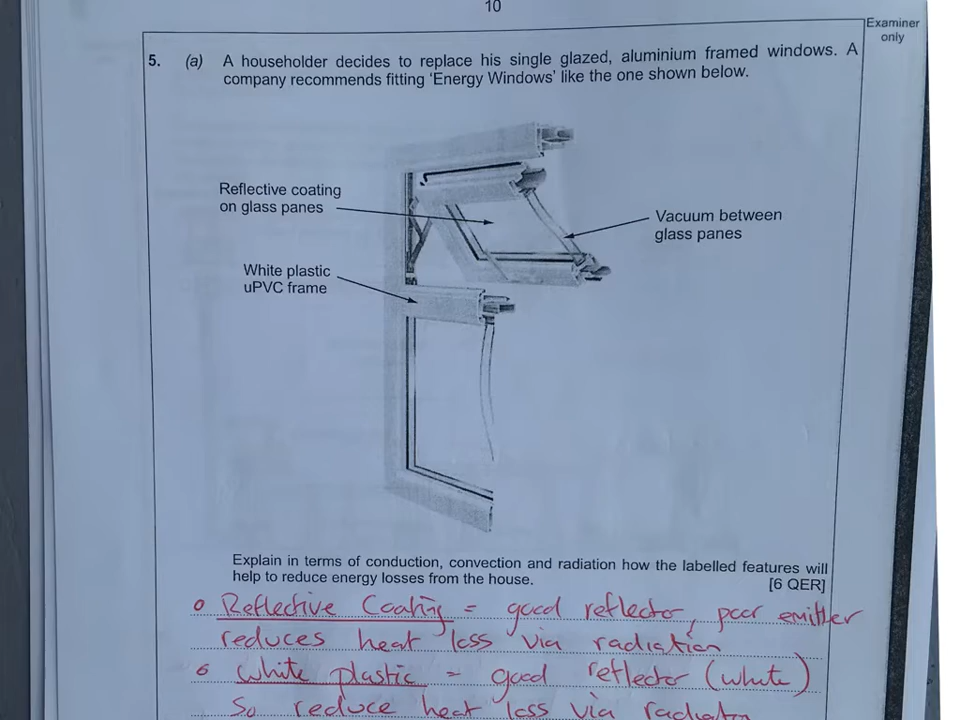 10
Examiner
only
5. (a) A householder decides to replace his single glazed, aluminium framed windows. A
company recommends fitting 'Energy Windows' like the one shown below.
Reflective coating
on glass panes
Vacuum between
glass panes
White plastic
uPVC frame
Explain in terms of conduction, convection and radiation how the labelled features will
help to reduce energy losses from the house.
[6 QER]
Reflective Coating = good reflector, poor emitter
reduces heat loss via radiation
White plastic = good reflector (white)
So reduce heat loss via radiatn